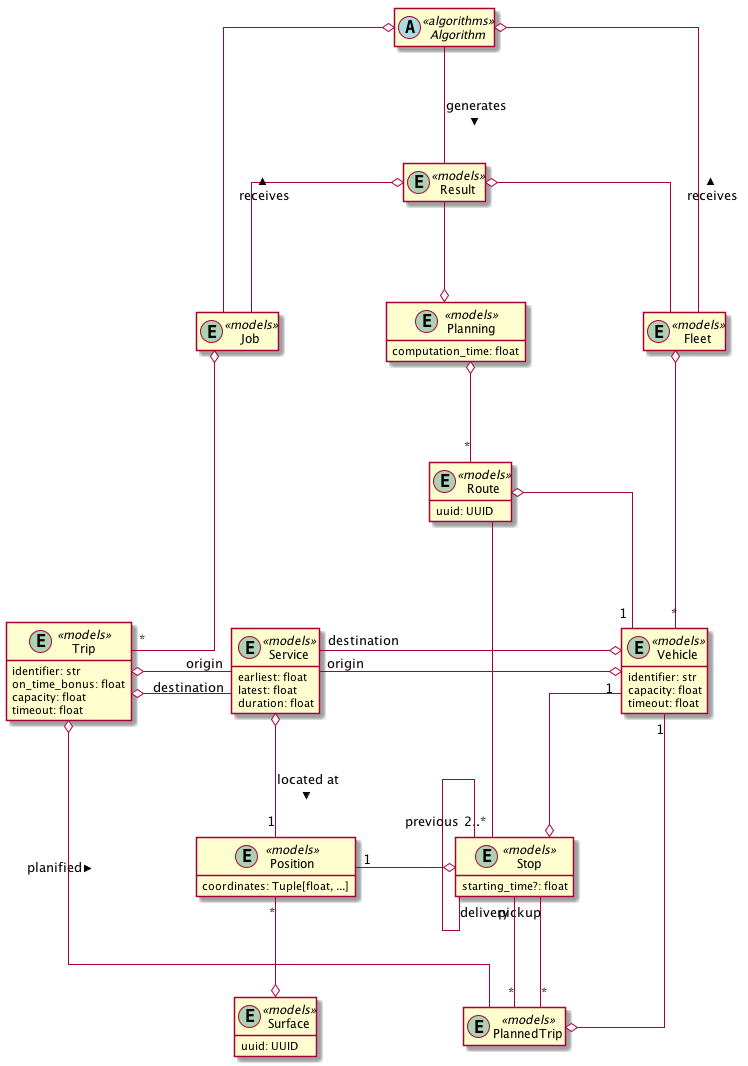 A
«algorithms»
Algorithm
generates
▼
E
«models»
Result
▲
receives
▲
receives
E
«models»
Job
E
«models»
Planning
computation_time: float
E
«models»
Fleet
*
E
«models»
Route
uuid: UUID
1
*
E
«models»
Trip
identifier: str
on_time_bonus: float
capacity: float
timeout: float
*
origin
destination
E
«models»
Service
earliest: float
latest: float
duration: float
destination
origin
E
«models»
Vehicle
identifier: str
capacity: float
timeout: float
1
1
located at
▼
1
previous
2..*
planified►
E
«models»
Position
coordinates: Tuple[float, ...]
1
E
«models»
Stop
starting_time?: float
*
delivery
pickup
*
*
E
«models»
Surface
uuid: UUID
E
«models»
PlannedTrip